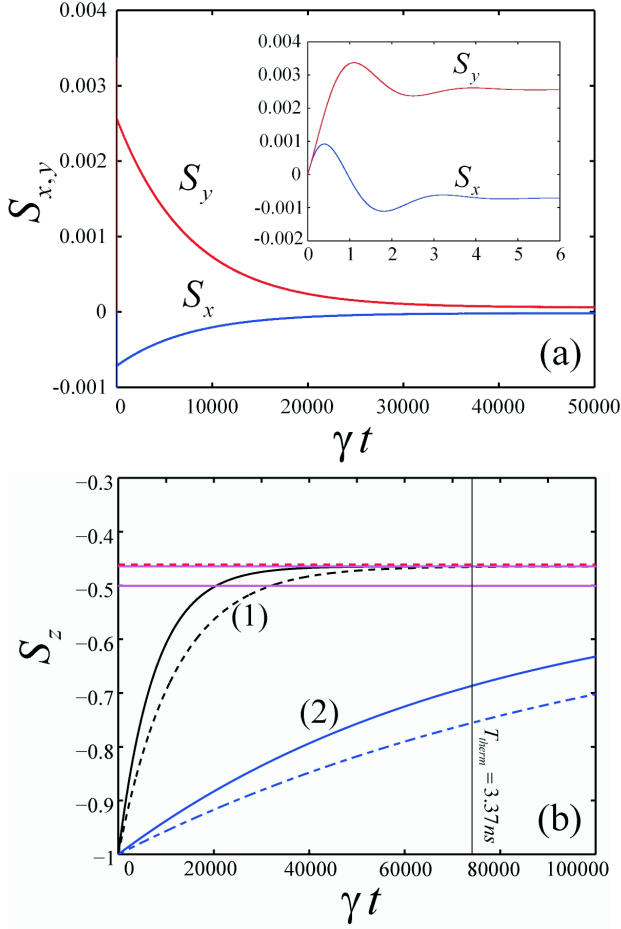 0.004
0.003
0.002
0.001
0
-0.001
S_{x,y}
S_y
S_x
0.004
0.003
0.002
0.001
0
-0.001
-0.002
S_y
S_x
0 1 2 3 4 5 6
(a)
0 10000 20000 30000 40000 50000
γ t
−0.3
−0.4
−0.5
−0.6
−0.7
−0.8
−0.9
−1
S_z
(1)
(2)
T_{therm} = 3.37ns
(b)
0 20000 40000 60000 80000 100000
γ t